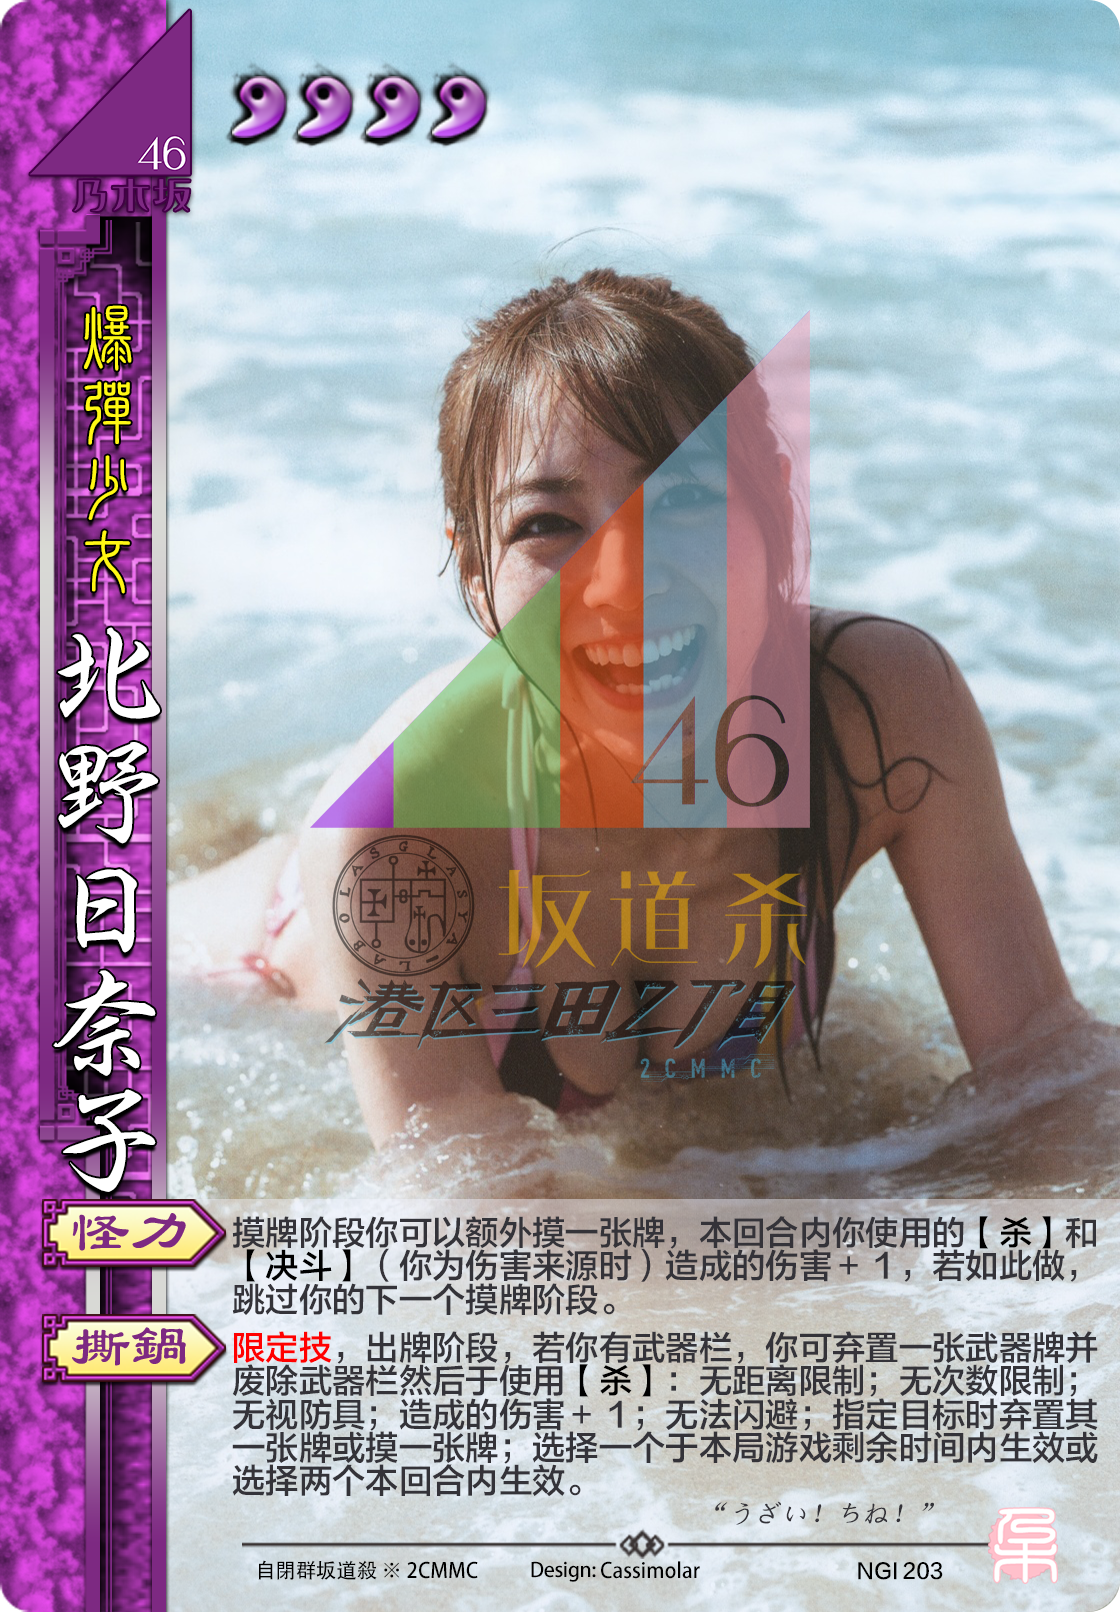 46
乃木坂
爆彈少女
北野日奈子
46
GLASYA LABOLAS
坂道杀
港区三田乙丁目
2CMMC
怪力
摸牌阶段你可以额外摸一张牌，本回合内你使用的【杀】和
【决斗】（你为伤害来源时）造成的伤害＋1，若如此做，
跳过你的下一个摸牌阶段。
撕鍋
限定技，出牌阶段，若你有武器栏，你可弃置一张武器牌并
废除武器栏然后于使用【杀】：无距离限制；无次数限制；
无视防具；造成的伤害＋1；无法闪避；指定目标时弃置其
一张牌或摸一张牌；选择一个于本局游戏剩余时间内生效或
选择两个本回合内生效。
“うざい！ちね！”
自閉群坂道殺 ※ 2CMMC
Design: Cassimolar
NGI 203